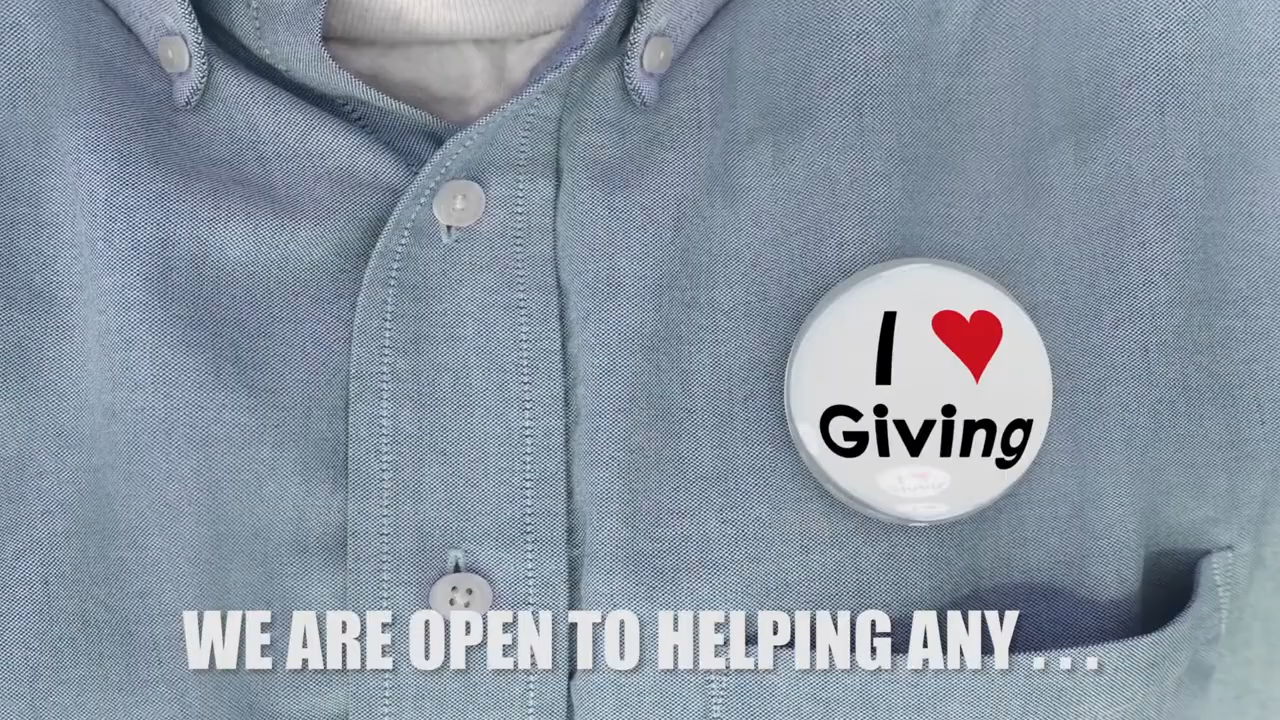 I ♥
Giving
WE ARE OPEN TO HELPING ANY . . .